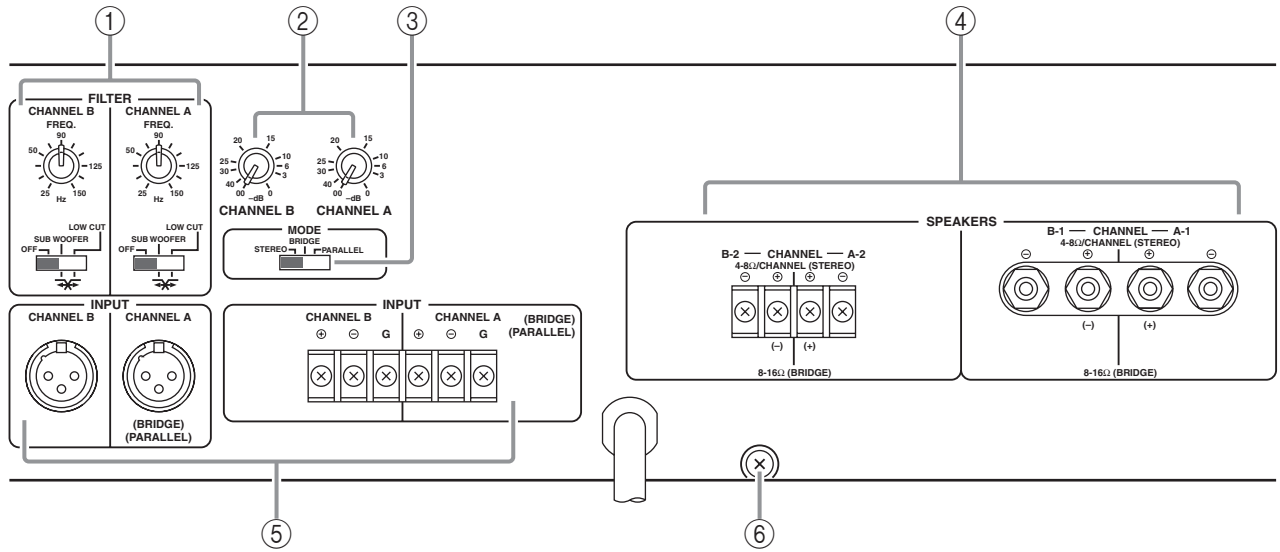 ① ② ③ ④
FILTER
CHANNEL B CHANNEL A
FREQ. FREQ.
90 90
50 50
125 125
25 150 25 150
Hz Hz
LOW CUT LOW CUT
SUB WOOFER SUB WOOFER
OFF OFF
20 15 20 15
25 10 25 10
30 6 30 6
40 3 40 3
00 0 00 0
–dB –dB
CHANNEL B CHANNEL A
MODE
BRIDGE
STEREO PARALLEL
INPUT
CHANNEL B CHANNEL A
(BRIDGE)
(PARALLEL)
INPUT
CHANNEL B CHANNEL A (BRIDGE)
(PARALLEL)
⊕ ⊖ G ⊕ ⊖ G
SPEAKERS
B-2 — CHANNEL — A-2
4-8Ω/CHANNEL (STEREO)
⊖ ⊕ ⊕ ⊖
(–) (+)
8-16Ω (BRIDGE)
B-1 — CHANNEL — A-1
4-8Ω/CHANNEL (STEREO)
⊖ ⊕ ⊕ ⊖
(–) (+)
8-16Ω (BRIDGE)
⑤ ⑥